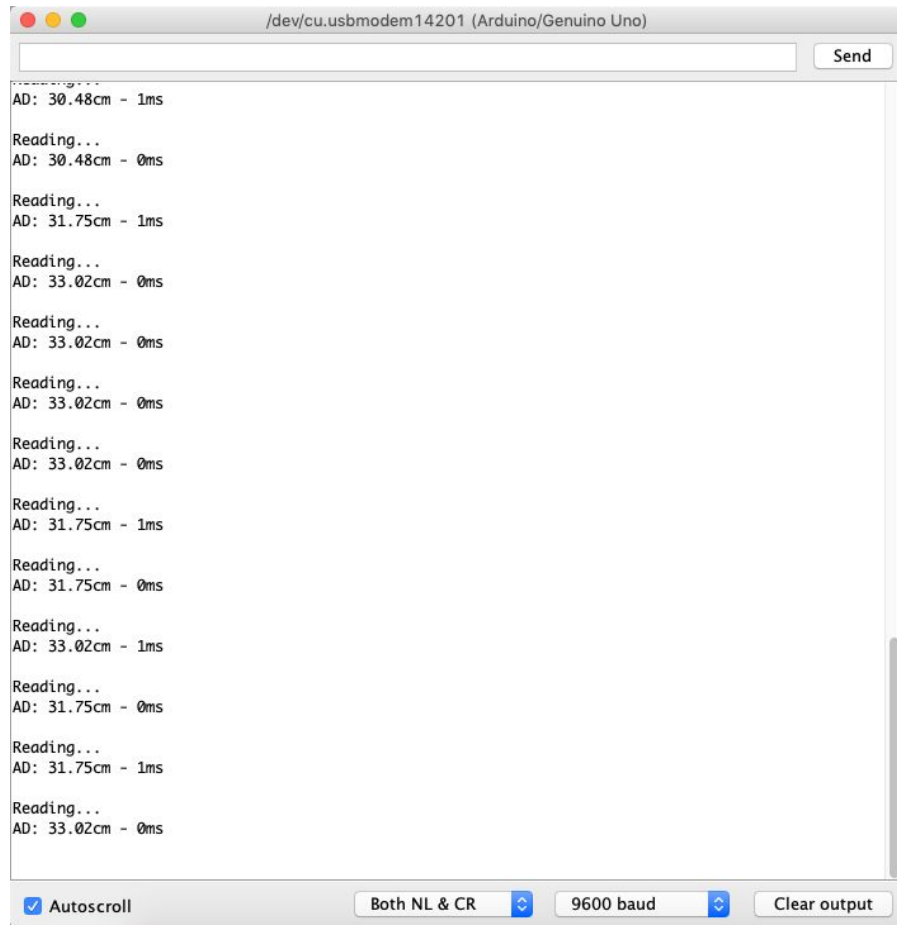 /dev/cu.usbmodem14201 (Arduino/Genuino Uno)
Send
AD: 30.48cm - 1ms
Reading...
AD: 30.48cm - 0ms
Reading...
AD: 31.75cm - 1ms
Reading...
AD: 33.02cm - 0ms
Reading...
AD: 33.02cm - 0ms
Reading...
AD: 33.02cm - 0ms
Reading...
AD: 33.02cm - 0ms
Reading...
AD: 31.75cm - 1ms
Reading...
AD: 31.75cm - 0ms
Reading...
AD: 33.02cm - 1ms
Reading...
AD: 31.75cm - 0ms
Reading...
AD: 31.75cm - 1ms
Reading...
AD: 33.02cm - 0ms
Autoscroll Both NL & CR 9600 baud Clear output